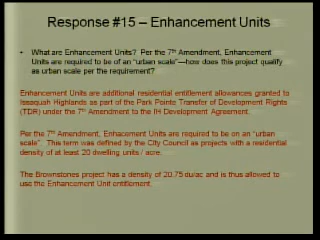 Response #15 – Enhancement Units
• What are Enhancement Units? Per the 7th Amendment, Enhancement
Units are required to be of an "urban scale"—how does this project qualify
as urban scale per the requirement?
Enhancement Units are additional residential entitlement allowances granted to
Issaquah Highlands as part of the Park Pointe Transfer of Development Rights
(TDR) under the 7th Amendment to the IH Development Agreement.
Per the 7th Amendment, Enhacement Units are required to be on an "urban
scale". This term was defined by the City Council as projects with a residential
density of at least 20 dwelling units / acre.
The Brownstones project has a density of 20.75 du/ac and is thus allowed to
use the Enhancement Unit entitlement.